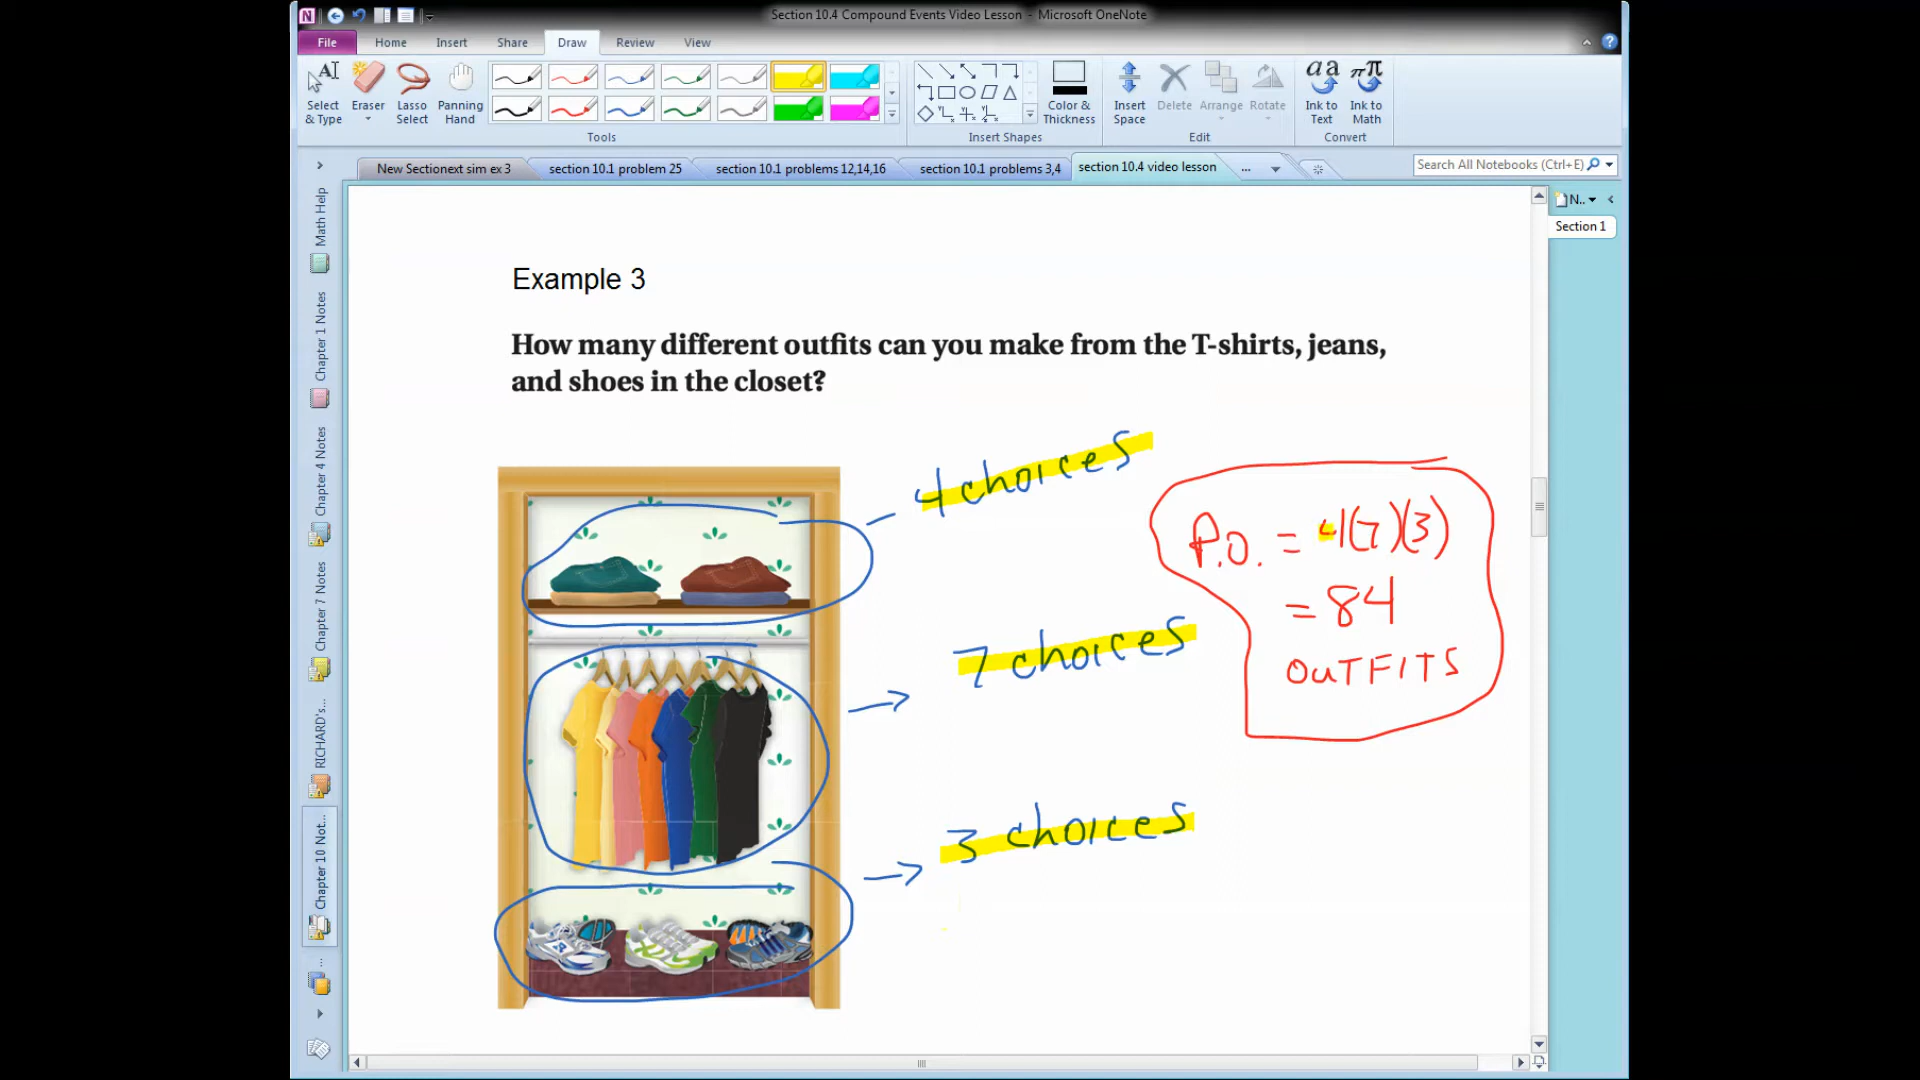 Section 10.4 Compound Events Video Lesson - Microsoft OneNote
File Home Insert Share Draw Review View
Select & Type
Eraser
Lasso Select
Panning Hand
Color & Thickness
Insert Space
Delete
Arrange
Rotate
Ink to Text
Ink to Math
Tools
Insert Shapes
Edit
Convert
New Sectionext sim ex 3
section 10.1 problem 25
section 10.1 problems 12,14,16
section 10.1 problems 3,4
section 10.4 video lesson
...
Search All Notebooks (Ctrl+E)
N..
Section 1
Math Help
Chapter 1 Notes
Chapter 4 Notes
Chapter 7 Notes
RICHARD's...
Chapter 10 Not...
Example 3
How many different outfits can you make from the T-shirts, jeans,
and shoes in the closet?
4 choices
7 choices
3 choices
P.O. = 4(7)(3)
= 84
OUTFITS